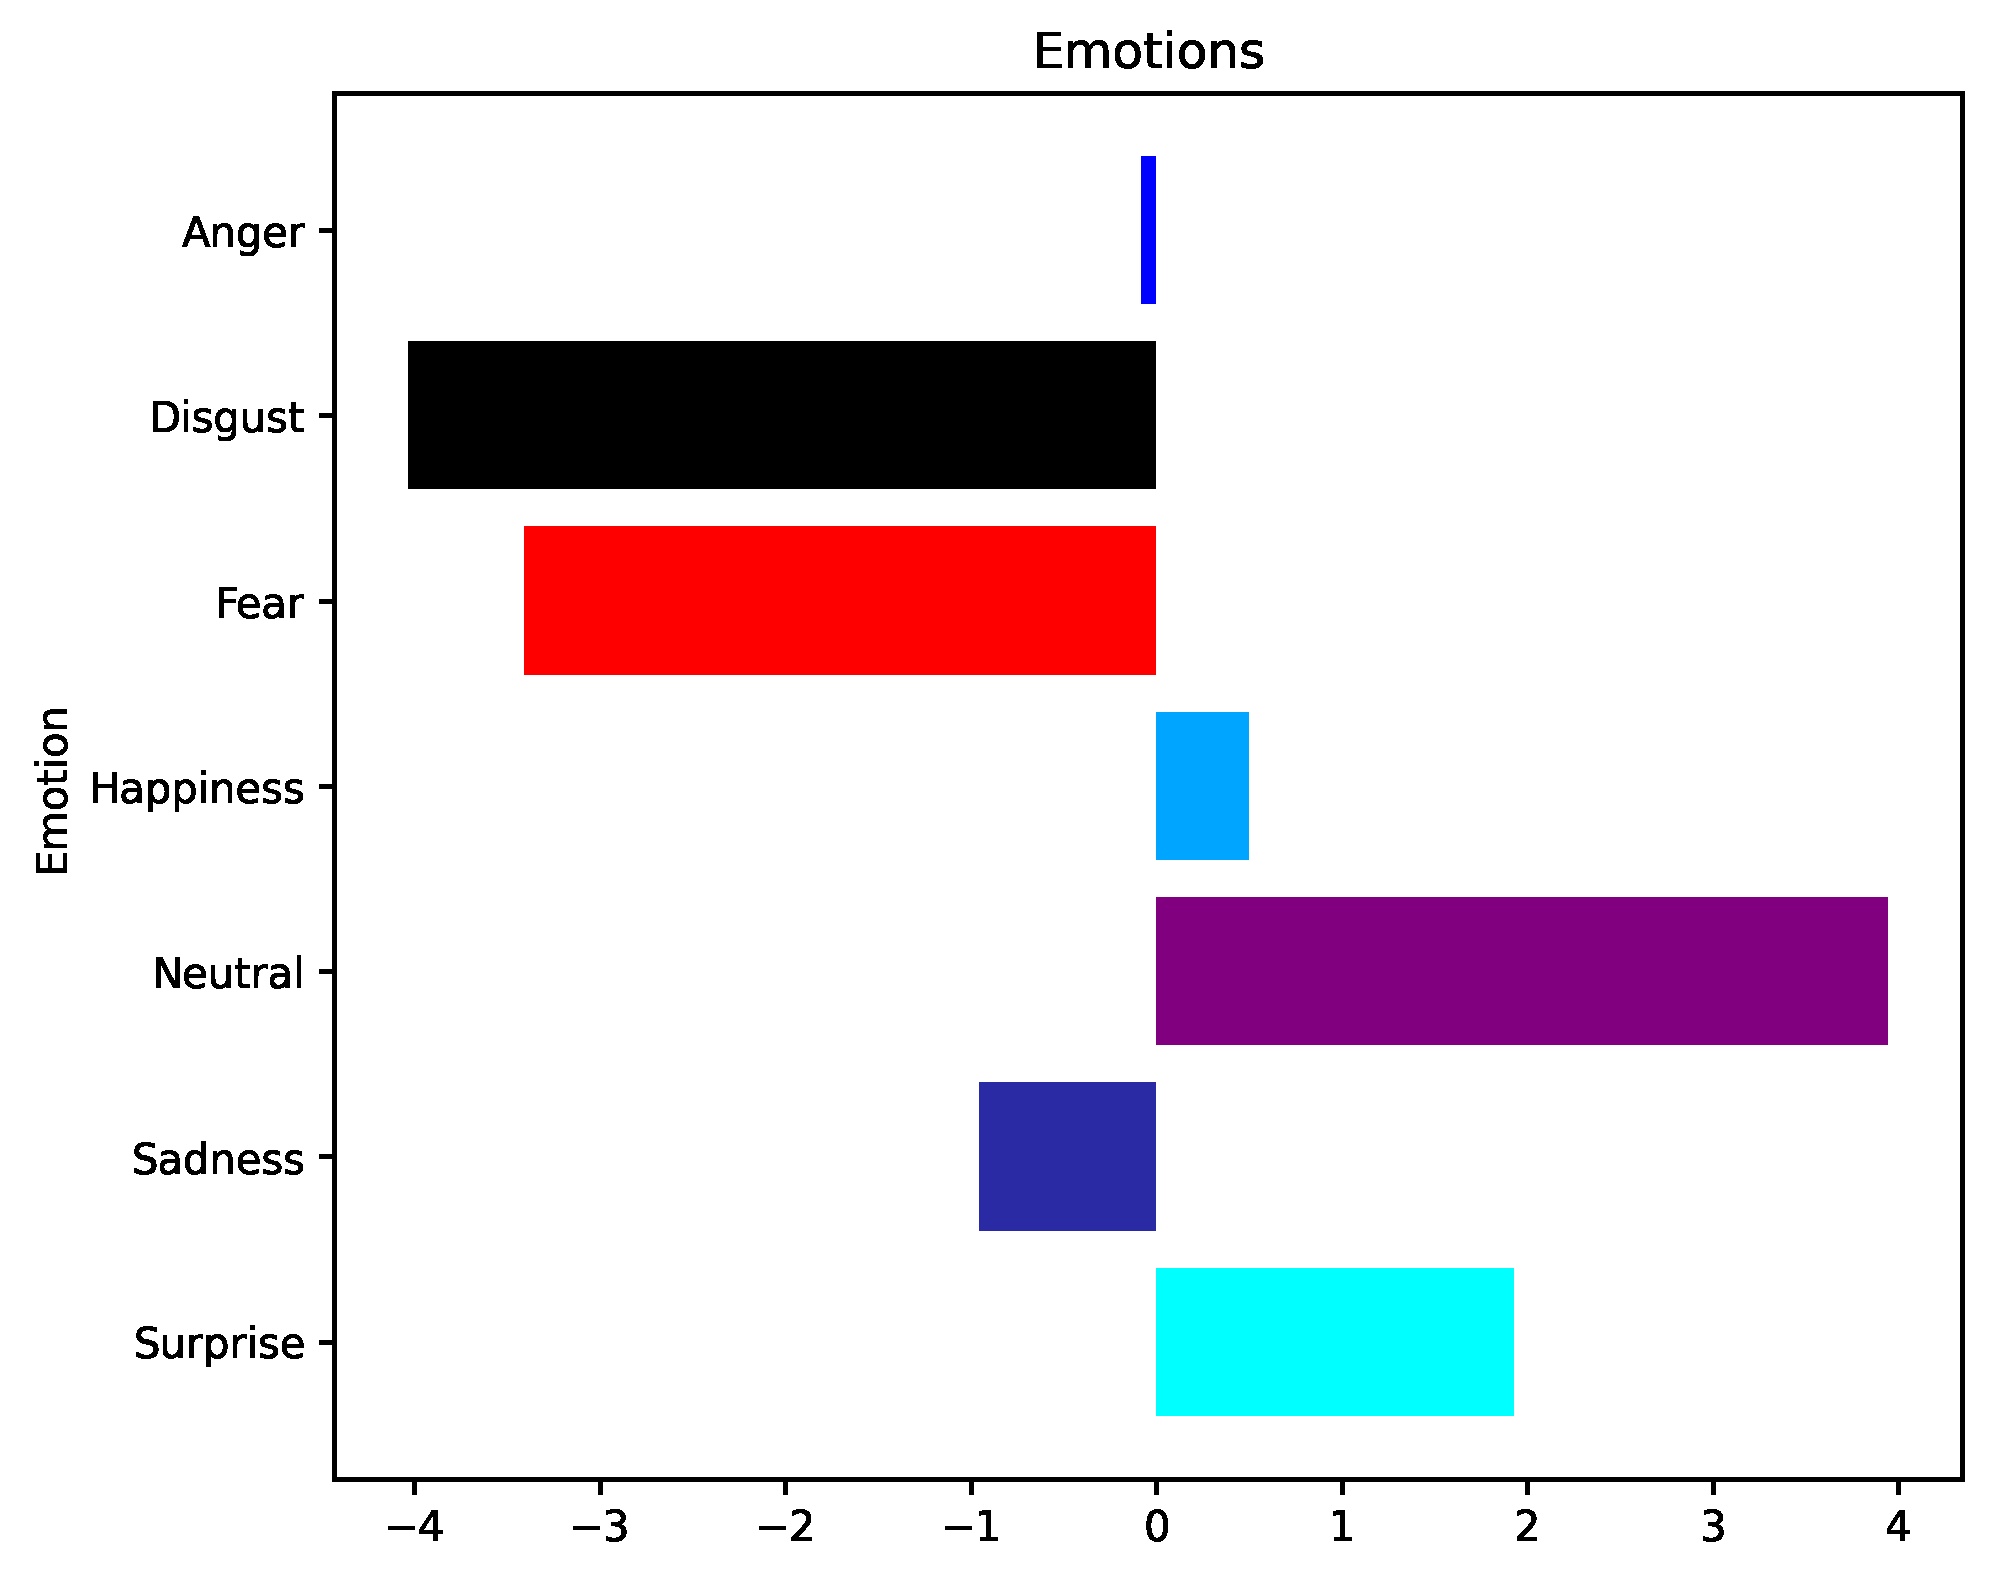 Emotions
Anger
Disgust
Fear
Happiness
Neutral
Sadness
Surprise
Emotion
−4 −3 −2 −1 0 1 2 3 4